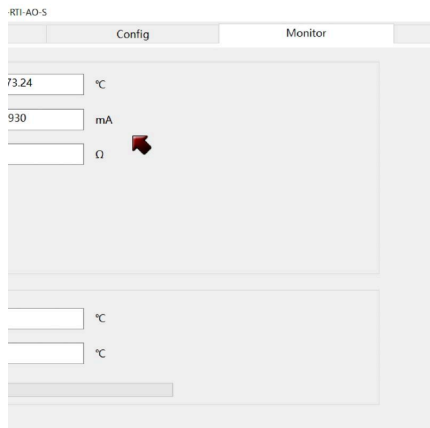 -RTI-AO-S
Config Monitor
73.24 ℃
930 mA
Ω
℃
℃